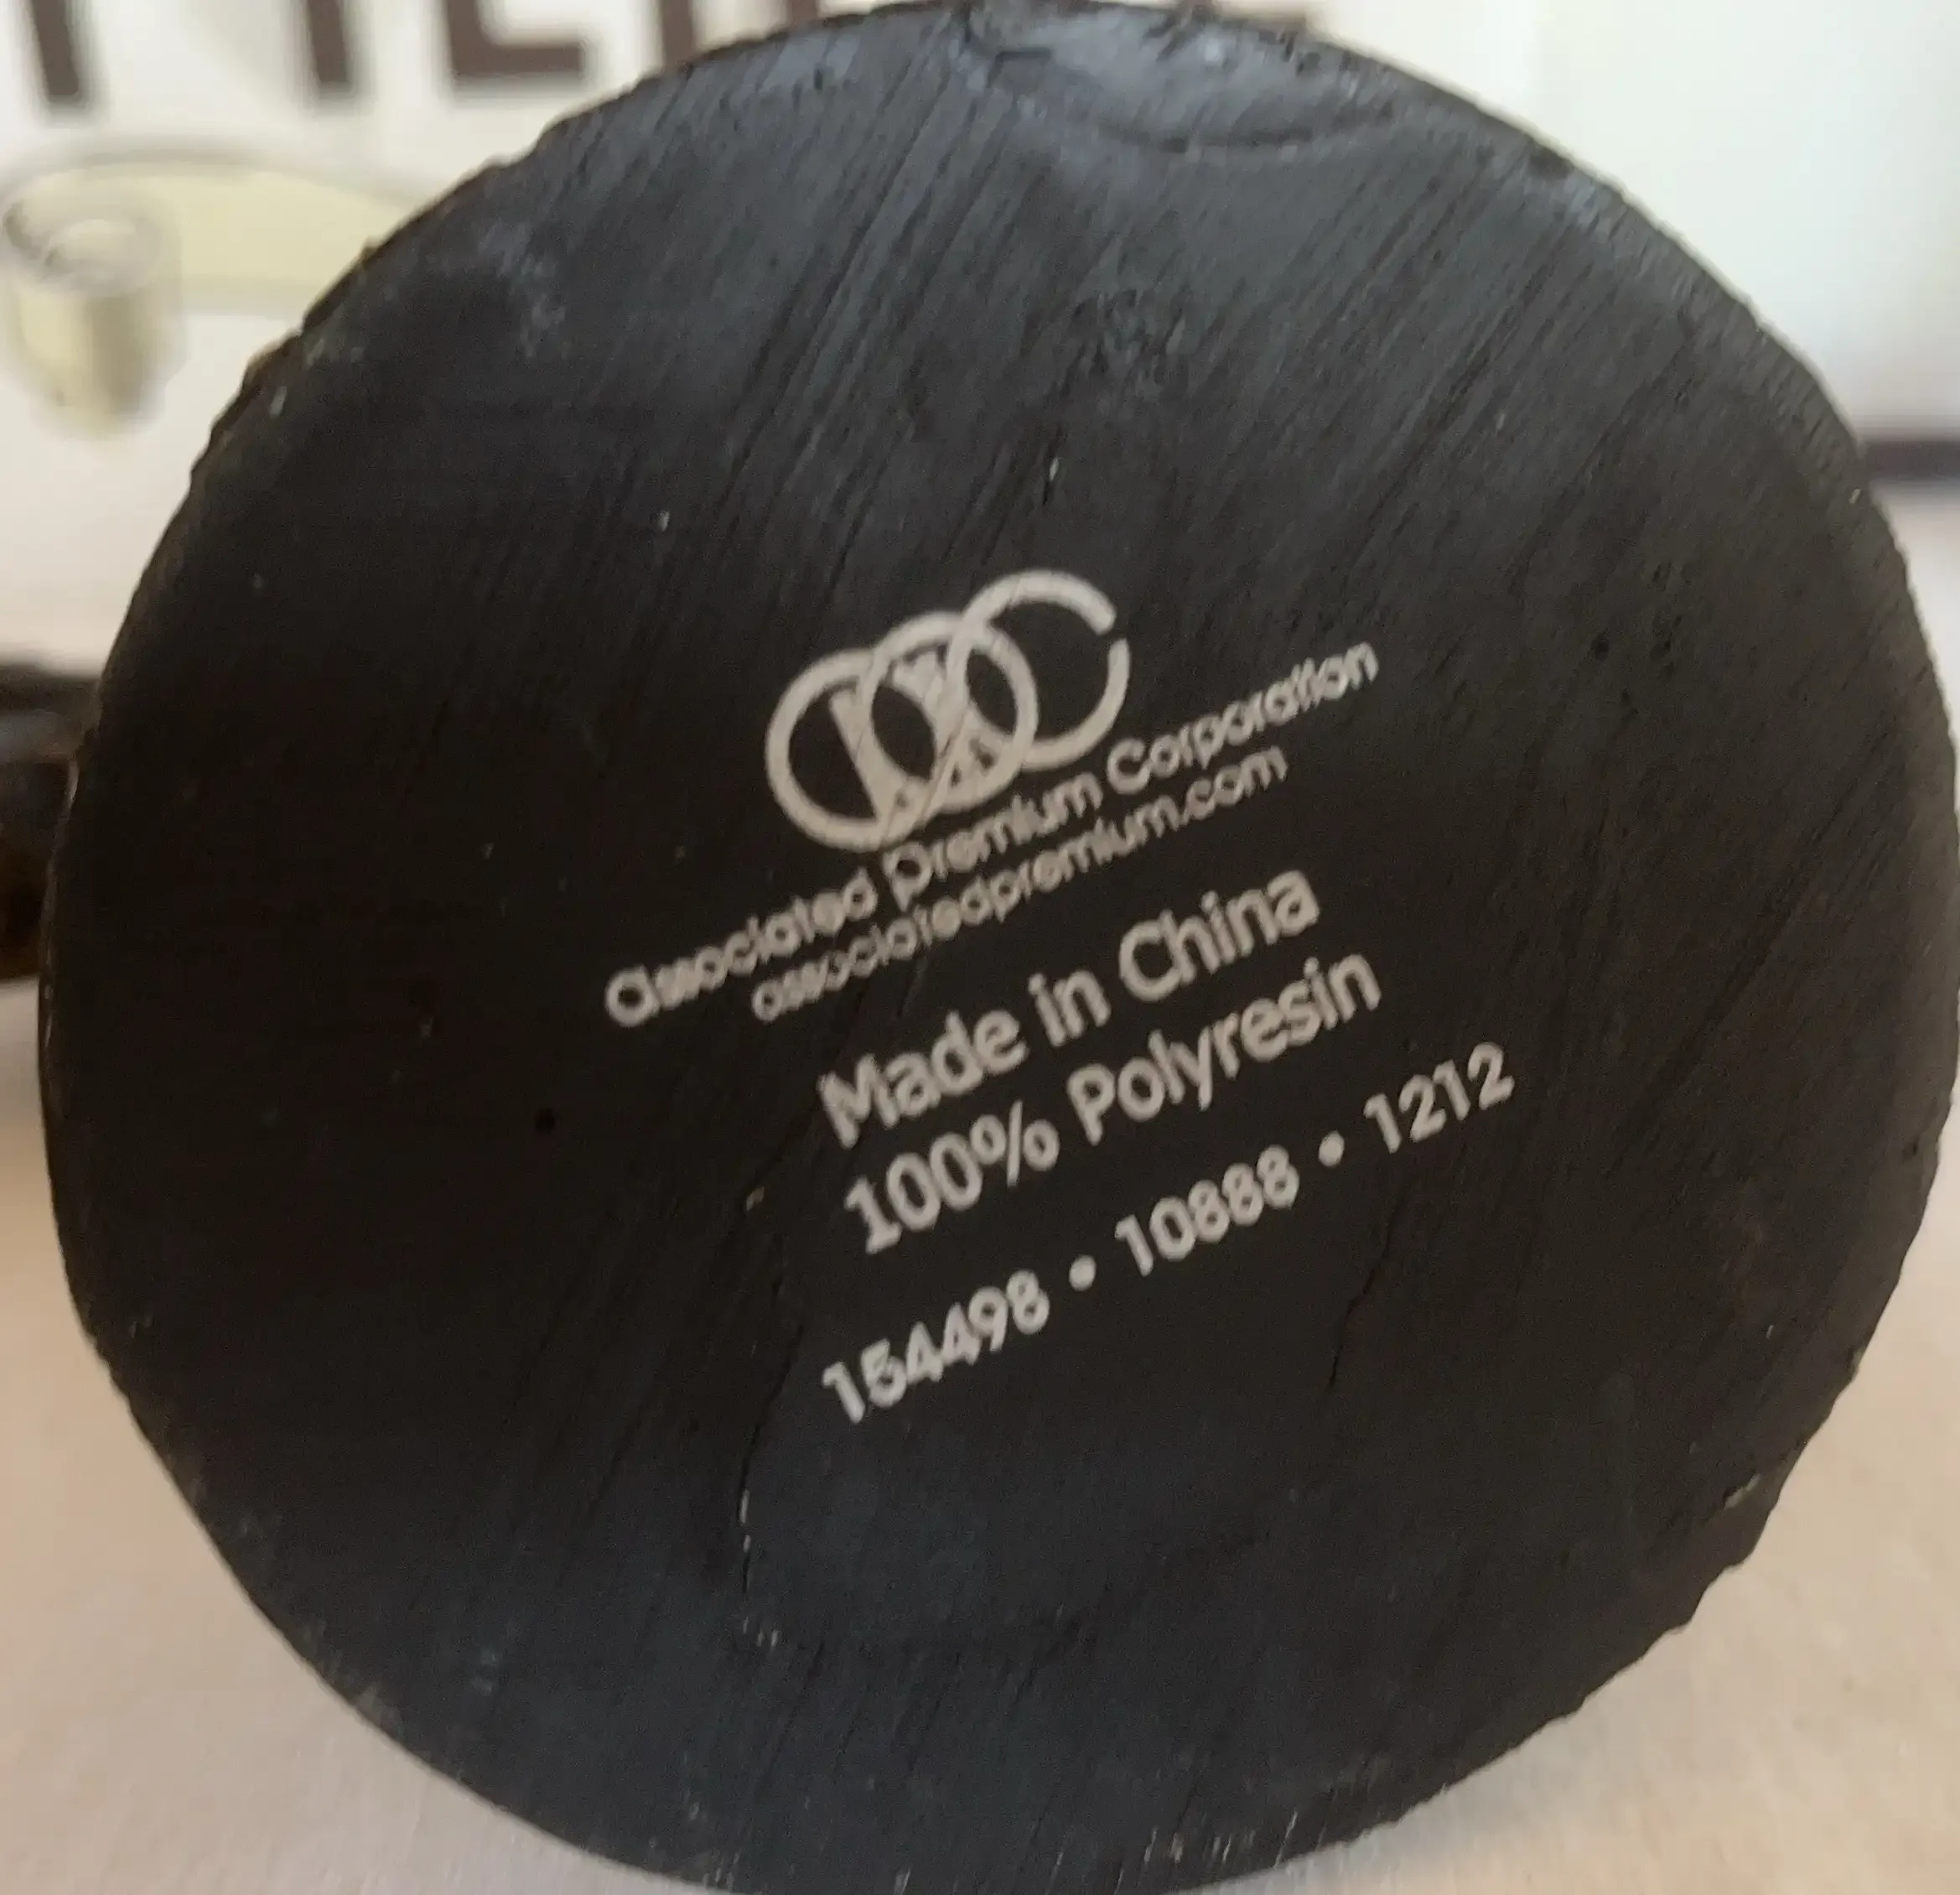 associated Premium Corporation
associatedpremium.com
Made in China
100% Polyresin
154498 • 10888 • 1212